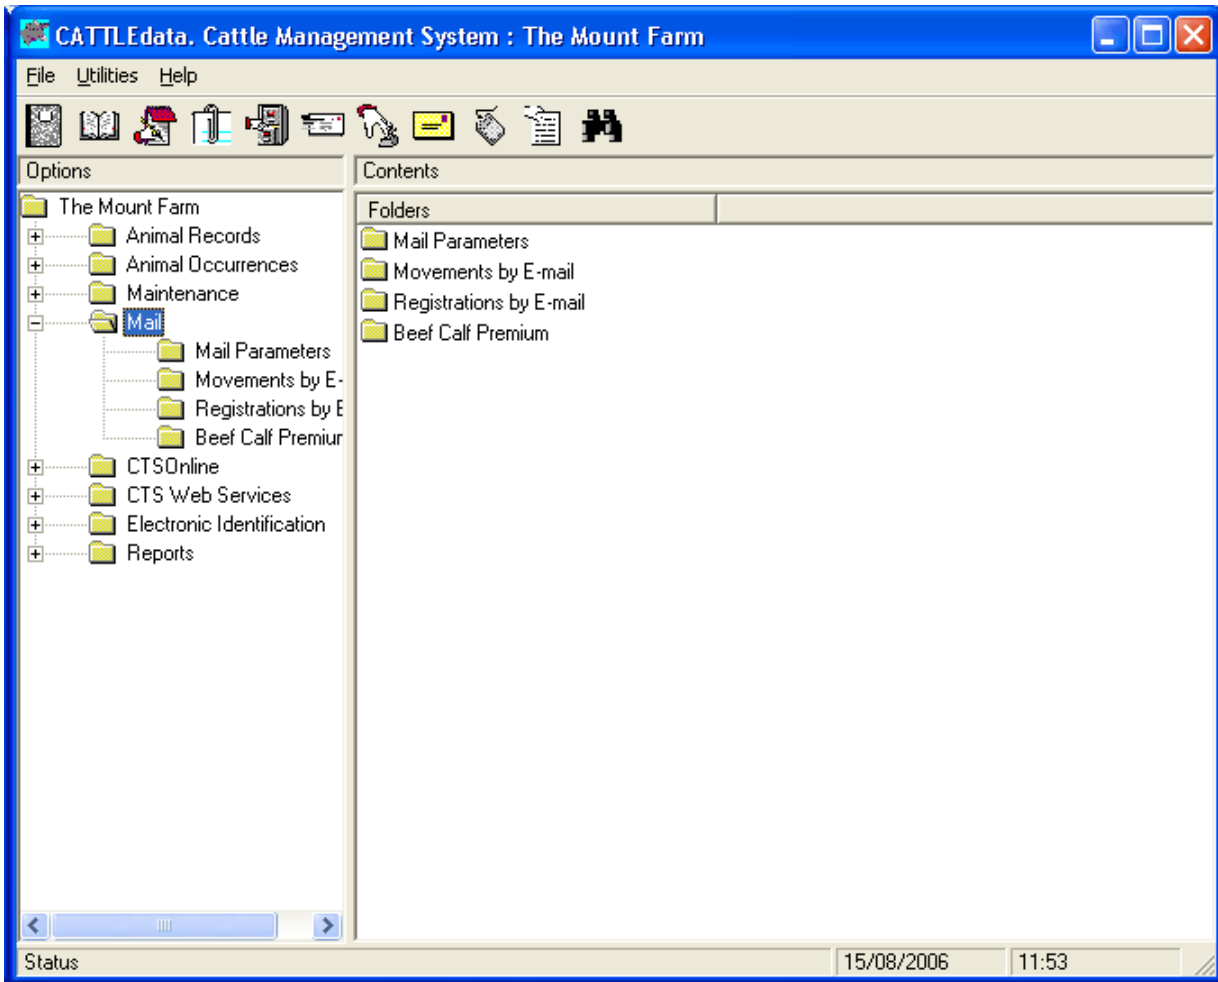 CATTLEdata. Cattle Management System : The Mount Farm
File Utilities Help
Options
Contents
The Mount Farm
Animal Records
Animal Occurrences
Maintenance
Mail
Mail Parameters
Movements by E-
Registrations by E
Beef Calf Premiur
CTSOnline
CTS Web Services
Electronic Identification
Reports
Folders
Mail Parameters
Movements by E-mail
Registrations by E-mail
Beef Calf Premium
Status 15/08/2006 11:53